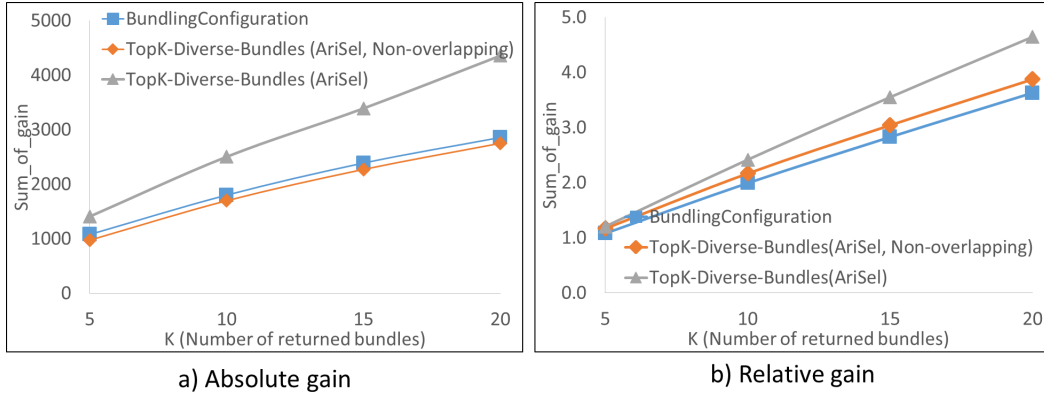 5000
4000
3000
2000
1000
0
Sum_of_gain
BundlingConfiguration
TopK-Diverse-Bundles (AriSel, Non-overlapping)
TopK-Diverse-Bundles (AriSel)
5 10 15 20
K (Number of returned bundles)
a) Absolute gain
5.0
4.0
3.0
2.0
1.0
0.0
Sum_of_gain
BundlingConfiguration
TopK-Diverse-Bundles(AriSel, Non-overlapping)
TopK-Diverse-Bundles(AriSel)
5 10 15 20
K (Number of returned bundles)
b) Relative gain